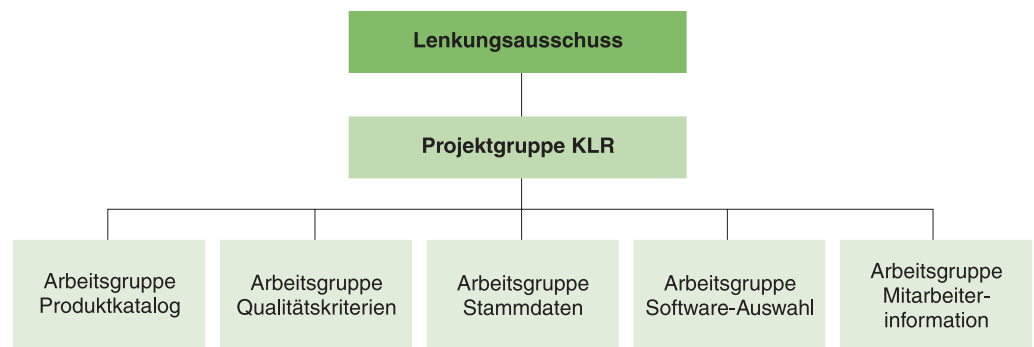 Lenkungsausschuss
Projektgruppe KLR
Arbeitsgruppe
Produktkatalog
Arbeitsgruppe
Qualitätskriterien
Arbeitsgruppe
Stammdaten
Arbeitsgruppe
Software-Auswahl
Arbeitsgruppe
Mitarbeiter-
information